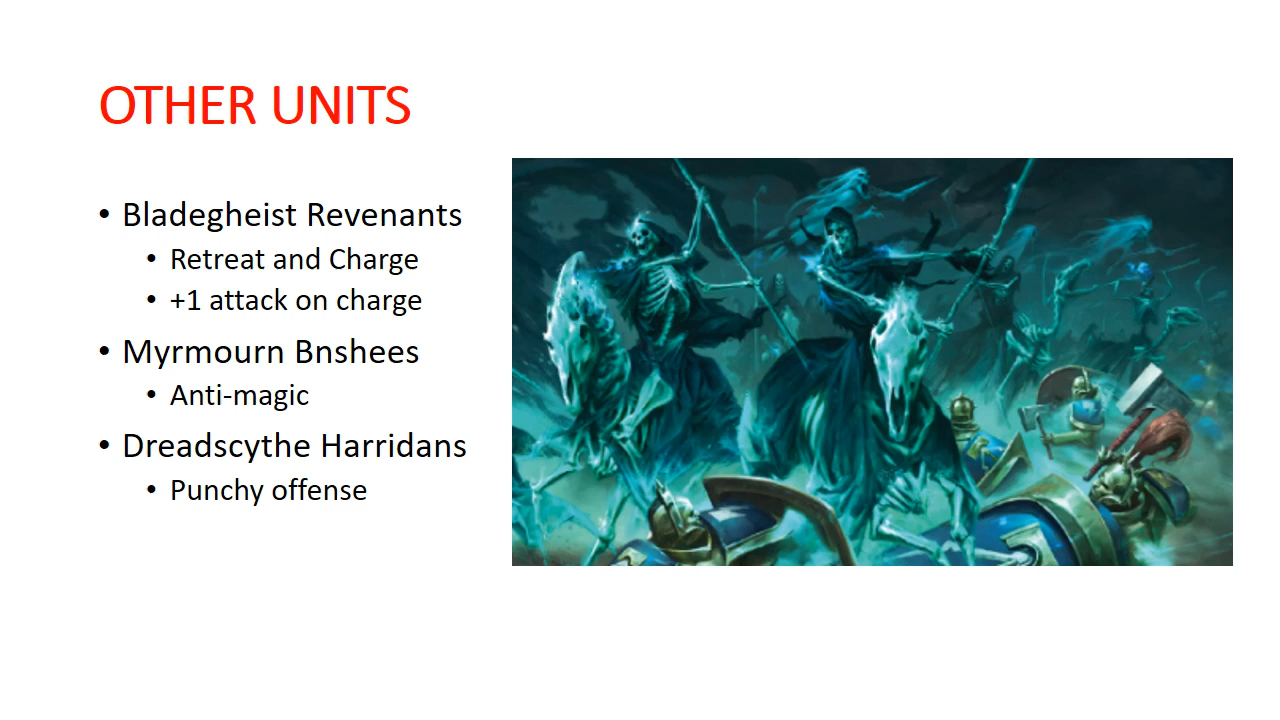 OTHER UNITS
• Bladegheist Revenants
• Retreat and Charge
• +1 attack on charge
• Myrmourn Bnshees
• Anti-magic
• Dreadscythe Harridans
• Punchy offense